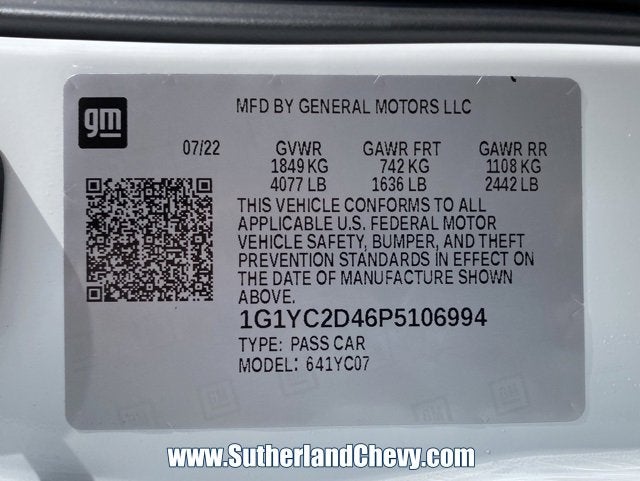 gm
MFD BY GENERAL MOTORS LLC
07/22 GVWR GAWR FRT GAWR RR
1849 KG 742 KG 1108 KG
4077 LB 1636 LB 2442 LB
THIS VEHICLE CONFORMS TO ALL
APPLICABLE U.S. FEDERAL MOTOR
VEHICLE SAFETY, BUMPER, AND THEFT
PREVENTION STANDARDS IN EFFECT ON
THE DATE OF MANUFACTURE SHOWN
ABOVE.
1G1YC2D46P5106994
TYPE: PASS CAR
MODEL: 641YC07
www.SutherlandChevy.com